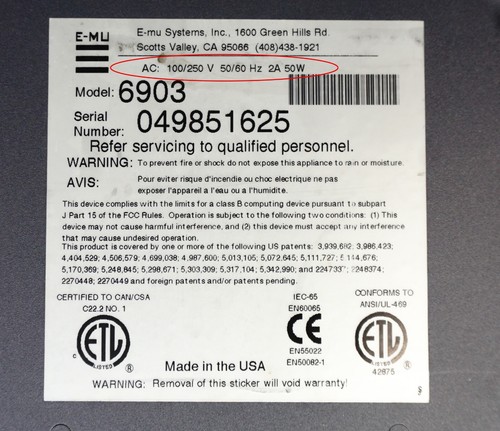 E-MU
E-mu Systems, Inc., 1600 Green Hills Rd.
Scotts Valley, CA 95066 (408)438-1921
AC: 100/250 V 50/60 Hz 2A 50W
Model: 6903
Serial Number: 049851625
Refer servicing to qualified personnel.
WARNING: To prevent fire or shock do not expose this appliance to rain or moisture.
AVIS: Pour eviter risque d'incendie ou choc electrique ne pas
exposer l'appareil a l'eau ou a l'humidite.
This device complies with the limits for a class B computing device pursuant to subpart
J Part 15 of the FCC Rules. Operation is subject to the following two conditions: (1) This
device may not cause harmful interference, and (2) this device must accept any interference
that may cause undesired operation.
This product is covered by one or more of the following US patents: 3,939,682, 3,986,423;
4,404,529; 4,506,579; 4,699,038; 4,987,600; 5,013,105; 5,072,645; 5,111,727; 5,144,676;
5,170,369; 5,248,845; 5,298,671; 5,303,309; 5,317,104; 5,342,990; and 2247337; 2248374;
2270448; 2270449 and foreign patents and/or patents pending.
CERTIFIED TO CAN/CSA
C22.2 NO. 1
IEC-65
EN60065
CONFORMS TO
ANSI/UL-469
c ETL LISTED ®
CE
ETL LISTED ®
EN55022
EN50082-1
42875
Made in the USA
WARNING: Removal of this sticker will void warranty!
§